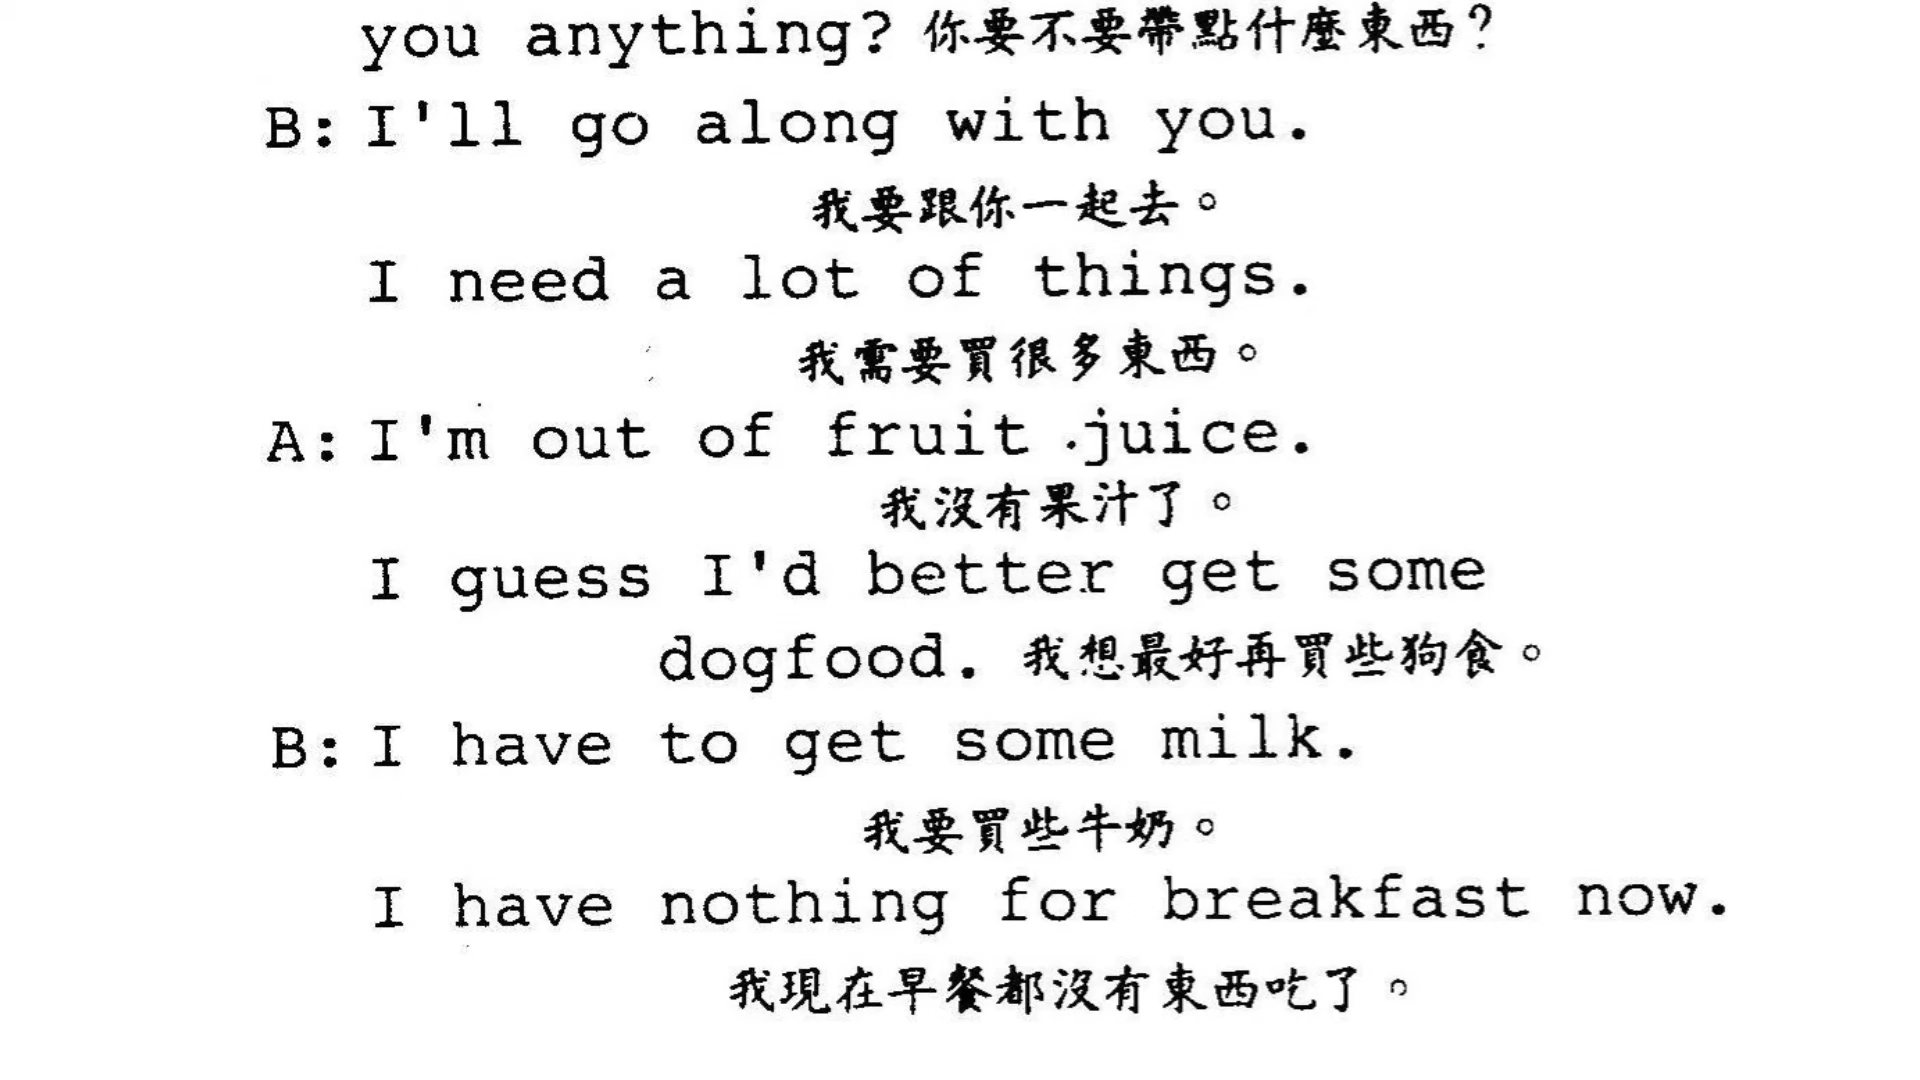 you anything? 你要不要帶點什麼東西?
B: I'll go along with you.
我要跟你一起去。
I need a lot of things.
我需要買很多東西。
A: I'm out of fruit juice.
我沒有果汁了。
I guess I'd better get some
dogfood. 我想最好再買些狗食。
B: I have to get some milk.
我要買些牛奶。
I have nothing for breakfast now.
我現在早餐都沒有東西吃了。